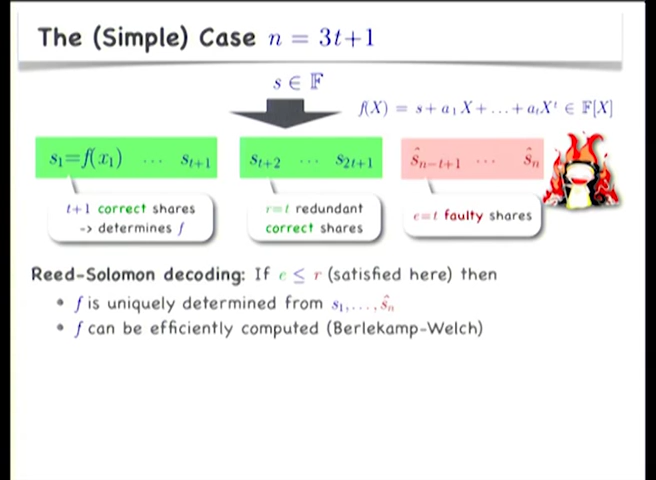 The (Simple) Case n = 3t+1
s ∈ 𝔽
f(X) = s + a₁X + ... + aₜXᵗ ∈ 𝔽[X]
s₁=f(x₁) ... sₜ₊₁
sₜ₊₂ ... s₂ₜ₊₁
ŝₙ₋ₜ₊₁ ... ŝₙ
t+1 correct shares
-> determines f
r=t redundant
correct shares
e=t faulty shares
Reed-Solomon decoding: If e ≤ r (satisfied here) then
• f is uniquely determined from s₁,...,ŝₙ
• f can be efficiently computed (Berlekamp-Welch)